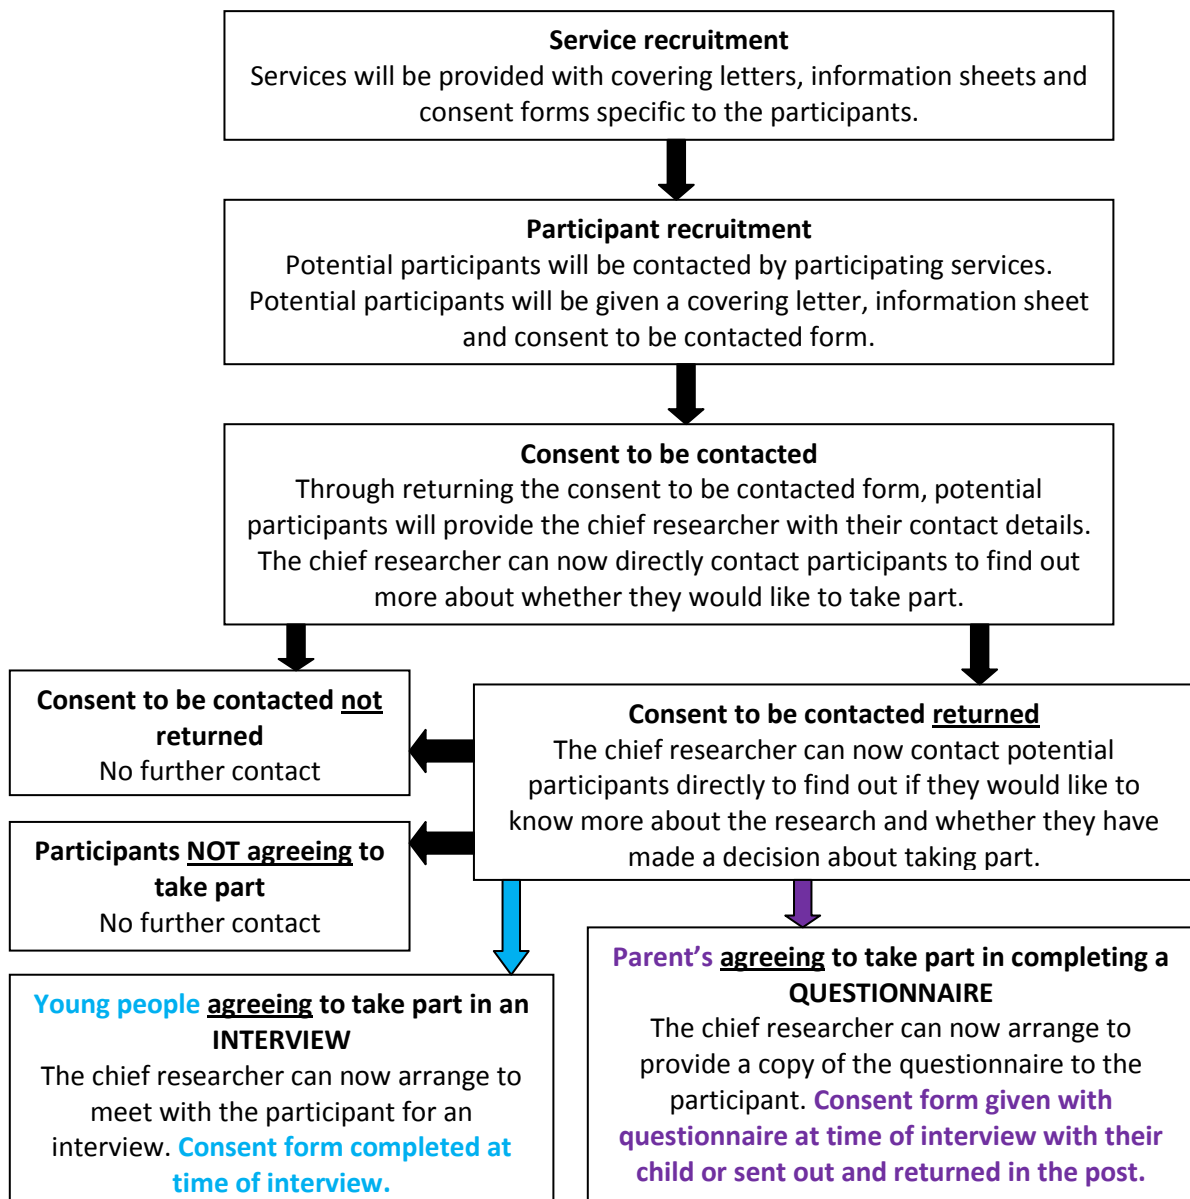 Service recruitment
Services will be provided with covering letters, information sheets and
consent forms specific to the participants.
Participant recruitment
Potential participants will be contacted by participating services.
Potential participants will be given a covering letter, information sheet
and consent to be contacted form.
Consent to be contacted
Through returning the consent to be contacted form, potential
participants will provide the chief researcher with their contact details.
The chief researcher can now directly contact participants to find out
more about whether they would like to take part.
Consent to be contacted not
returned
No further contact
Consent to be contacted returned
The chief researcher can now contact potential
participants directly to find out if they would like to
know more about the research and whether they have
made a decision about taking part.
Participants NOT agreeing to
take part
No further contact
Young people agreeing to take part in an
INTERVIEW
The chief researcher can now arrange to
meet with the participant for an
interview. Consent form completed at
time of interview.
Parent's agreeing to take part in completing a
QUESTIONNAIRE
The chief researcher can now arrange to
provide a copy of the questionnaire to the
participant. Consent form given with
questionnaire at time of interview with their
child or sent out and returned in the post.